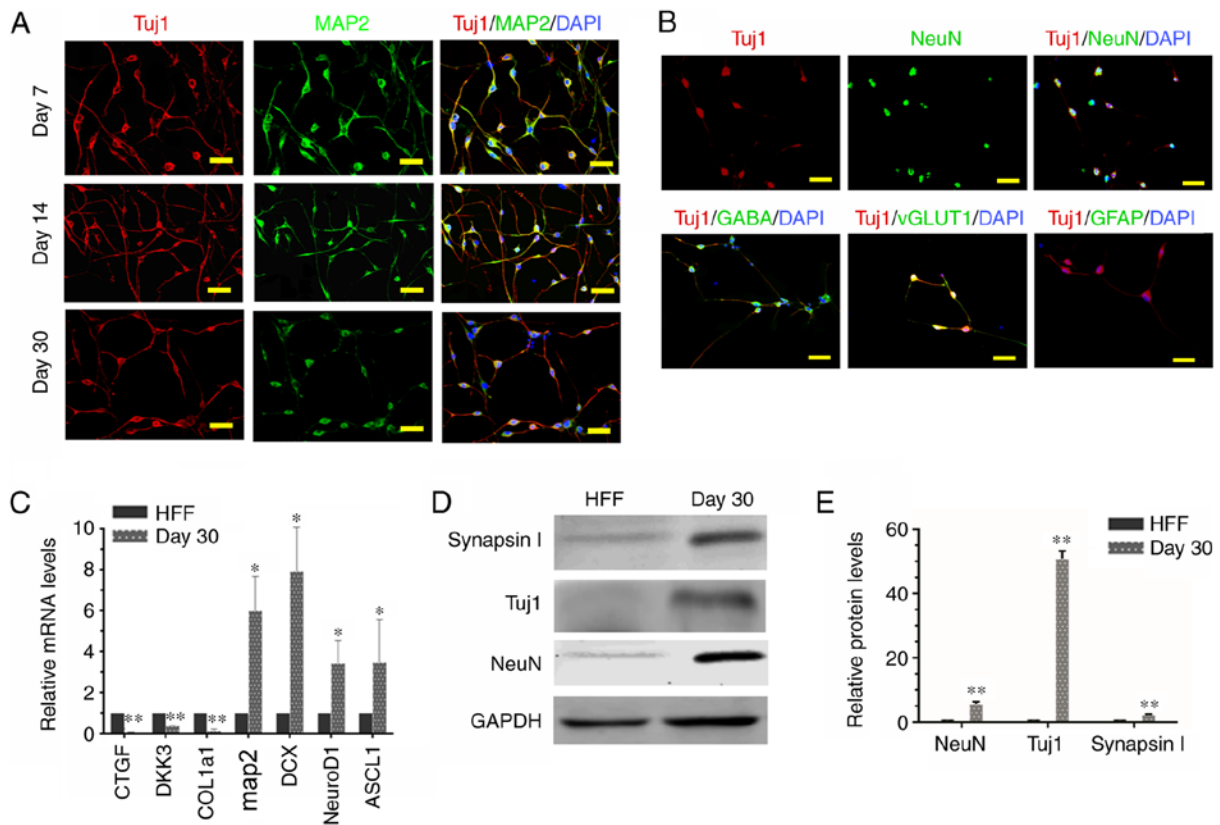 A
Tuj1 MAP2 Tuj1/MAP2/DAPI
Day 7
Day 14
Day 30
B
Tuj1 NeuN Tuj1/NeuN/DAPI
Tuj1/GABA/DAPI Tuj1/vGLUT1/DAPI Tuj1/GFAP/DAPI
C
HFF
Day 30
Relative mRNA levels
10
8
6
4
2
0
** ** ** * * * *
CTGF DKK3 COL1a1 map2 DCX NeuroD1 ASCL1
D
HFF Day 30
Synapsin I
Tuj1
NeuN
GAPDH
E
HFF
Day 30
Relative protein levels
60
40
20
0
** ** **
NeuN Tuj1 Synapsin I